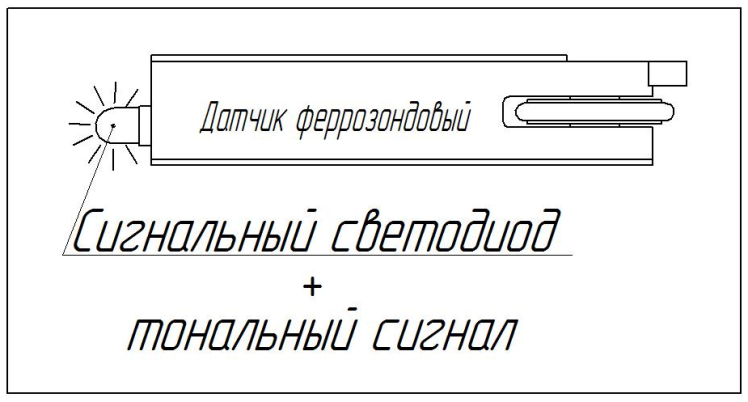 Датчик феррозондовый
Сигнальный светодиод
+
тональный сигнал